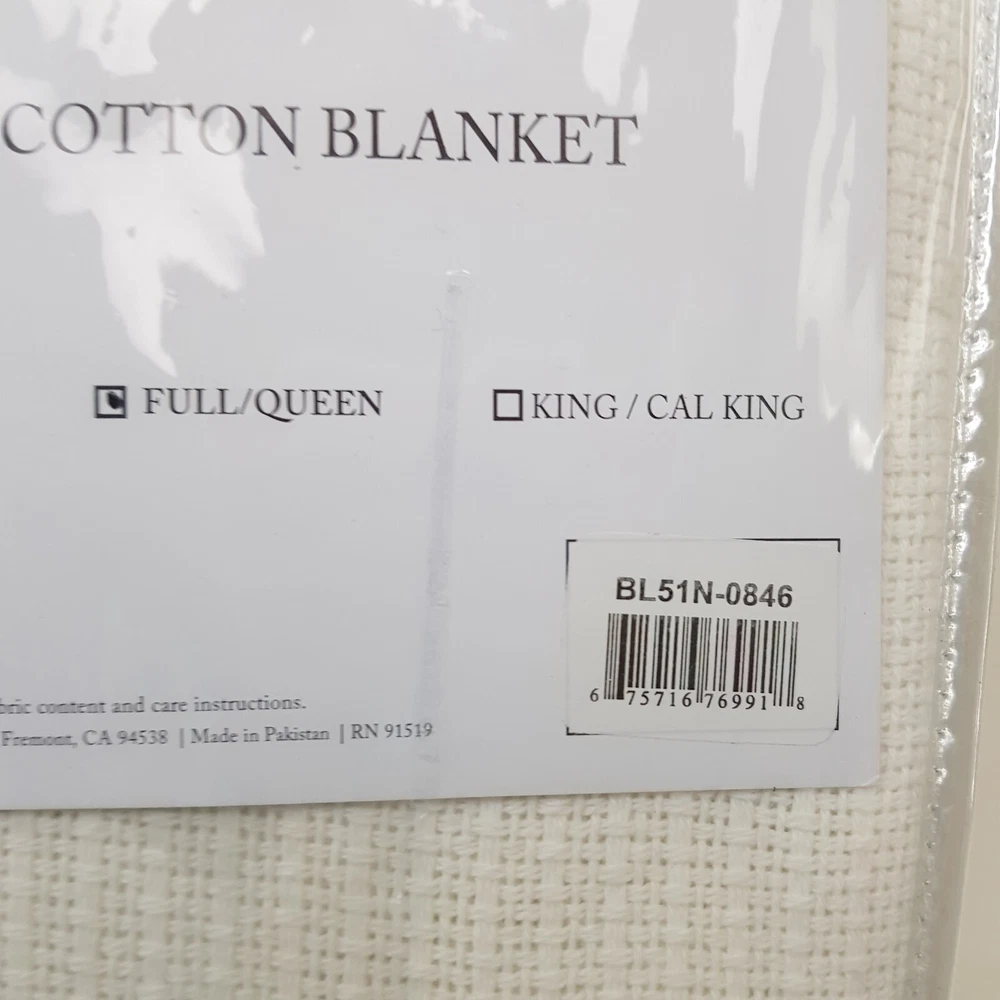 COTTON BLANKET
FULL/QUEEN
KING / CAL KING
BL51N-0846
6 75716 76991 8
content and care instructions.
Fremont, CA 94538 | Made in Pakistan | RN 91519